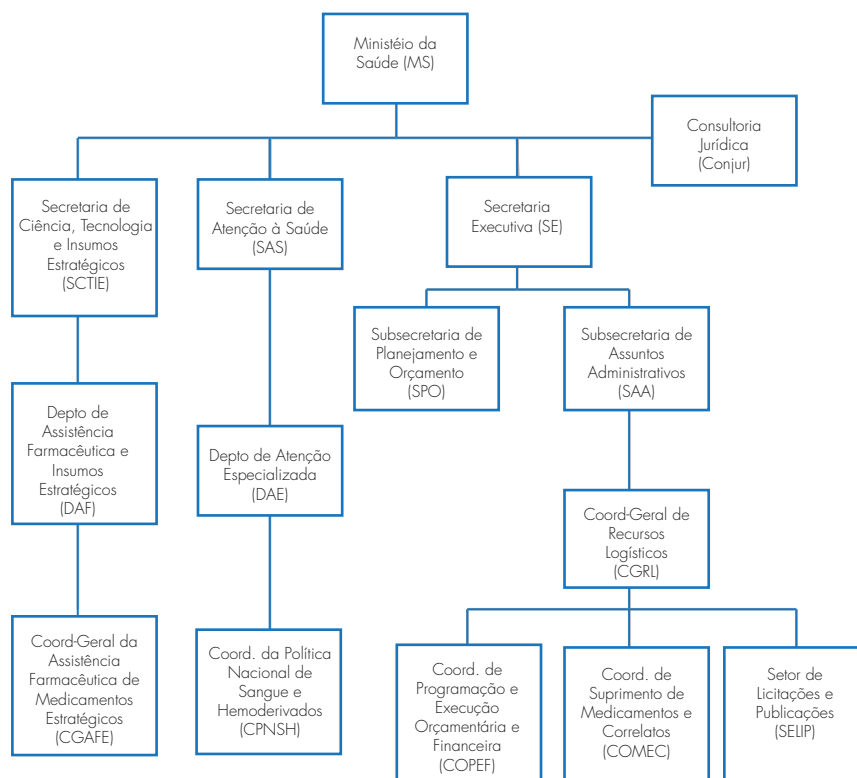 Ministéio da
Saúde (MS)
Consultoria
Jurídica
(Conjur)
Secretaria de
Ciência, Tecnologia
e Insumos
Estratégicos
(SCTIE)
Secretaria de
Atenção à Saúde
(SAS)
Secretaria
Executiva (SE)
Subsecretaria de
Planejamento e
Orçamento
(SPO)
Subsecretaria de
Assuntos
Administrativos
(SAA)
Depto de
Assistência
Farmacêutica e
Insumos
Estratégicos
(DAF)
Depto de Atenção
Especializada
(DAE)
Coord-Geral de
Recursos
Logísticos
(CGRL)
Coord-Geral da
Assistência
Farmacêutica de
Medicamentos
Estratégicos
(CGAFE)
Coord. da Política
Nacional de
Sangue e
Hemoderivados
(CPNSH)
Coord. de
Programação e
Execução
Orçamentária e
Financeira
(COPEF)
Coord. de
Suprimento de
Medicamentos e
Correlatos
(COMEC)
Setor de
Licitações e
Publicações
(SELIP)